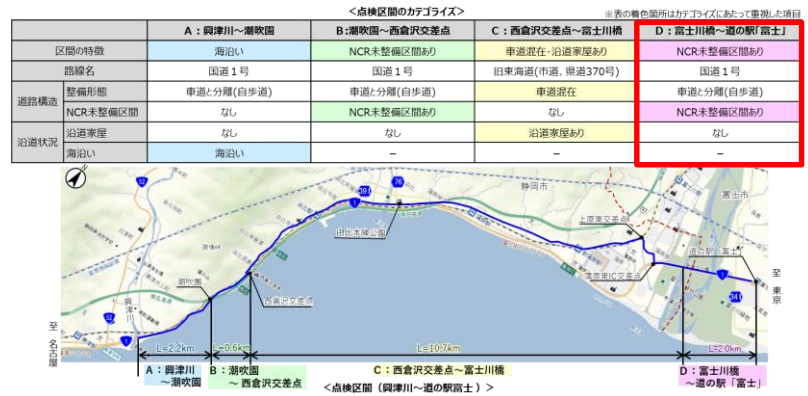 <点検区間のカテゴライズ>
※表の着色箇所はカテゴライズにあたって重視した項目
A：興津川～潮吹園
B:潮吹園～西倉沢交差点
C：西倉沢交差点～富士川橋
D：富士川橋～道の駅「富士」
区間の特徴
海沿い
NCR未整備区間あり
車道混在・沿道家屋あり
NCR未整備区間あり
路線名
国道１号
国道１号
旧東海道(市道、県道370号)
国道１号
道路構造
整備形態
車道と分離(自歩道)
車道と分離(自歩道)
車道混在
車道と分離(自歩道)
NCR未整備区間
なし
NCR未整備区間あり
なし
NCR未整備区間あり
沿道状況
沿道家屋
なし
なし
沿道家屋あり
なし
海沿い
海沿い
－
－
－
52
396
76
1
静岡市
富士市
上原東交差点
由比本陣公園
道の駅「富士」
蒲原東IC交差点
1
341
至 東京
潮吹園
西倉沢交差点
興津川
52
1
至 名古屋
L=2.2km
L=0.6km
L=10.7km
L=2.0km
A：興津川
～潮吹園
B：潮吹園
～西倉沢交差点
C：西倉沢交差点～富士川橋
D：富士川橋
～道の駅「富士」
<点検区間（興津川～道の駅富士）>